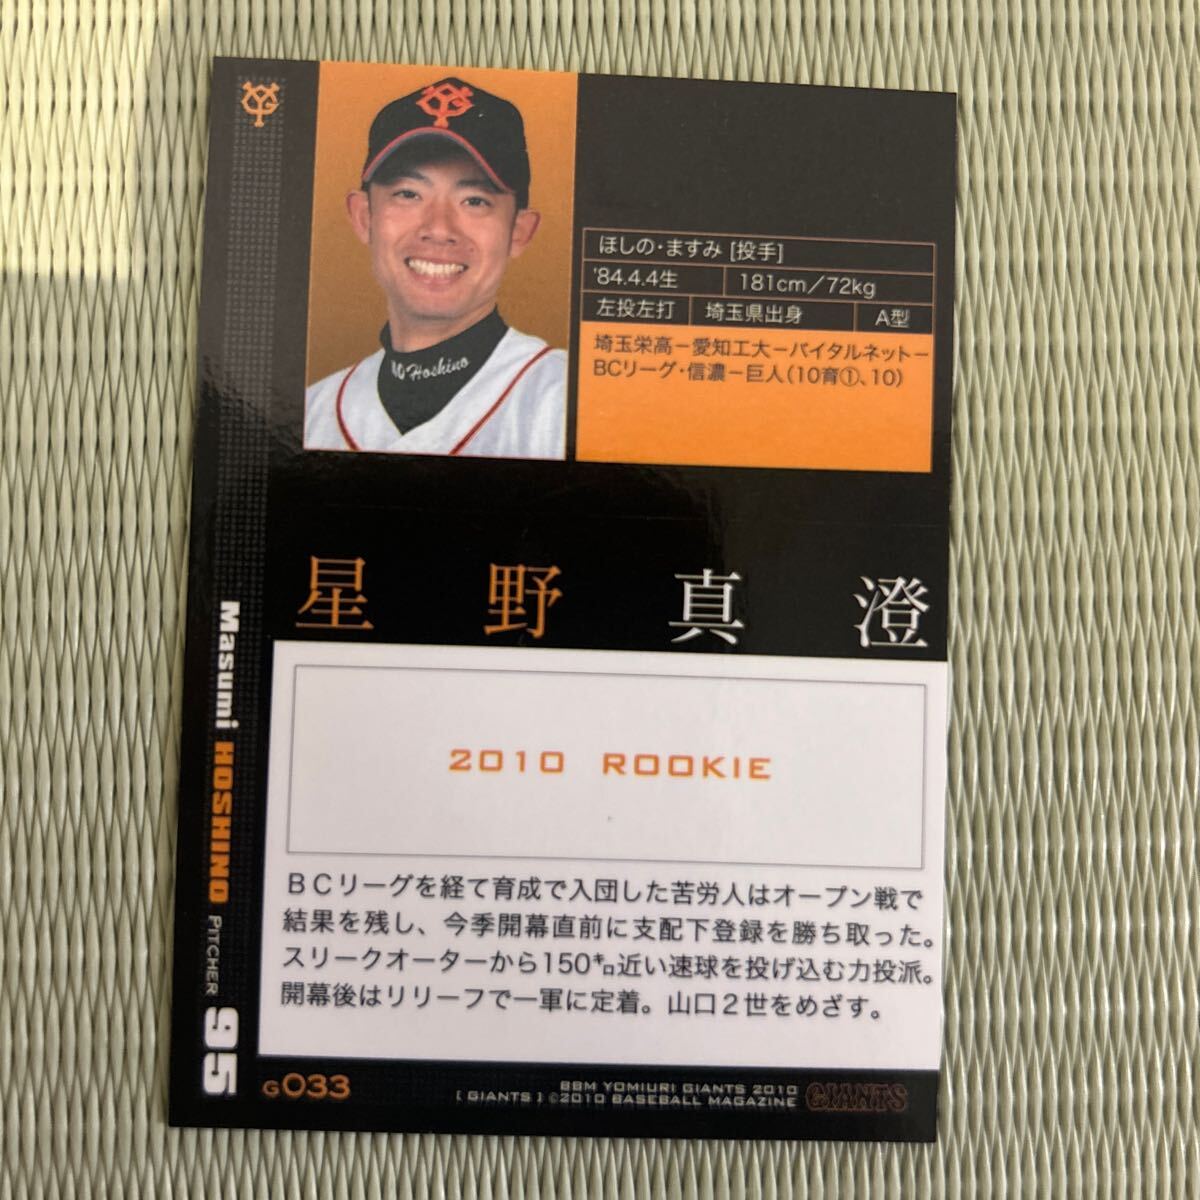 YG
YG
M Hoshino
ほしの・ますみ [投手]
'84.4.4生 181cm/72kg
左投左打 埼玉県出身 A型
埼玉栄高−愛知工大−バイタルネット−
BCリーグ・信濃−巨人(10育①、10)
星野真澄
Masumi HOSHINO PITCHER 95
2010 ROOKIE
BCリーグを経て育成で入団した苦労人はオープン戦で
結果を残し、今季開幕直前に支配下登録を勝ち取った。
スリークオーターから150㌔近い速球を投げ込む力投派。
開幕後はリリーフで一軍に定着。山口2世をめざす。
G033
BBM YOMIURI GIANTS 2010
[ GIANTS ] ©2010 BASEBALL MAGAZINE
GIANTS